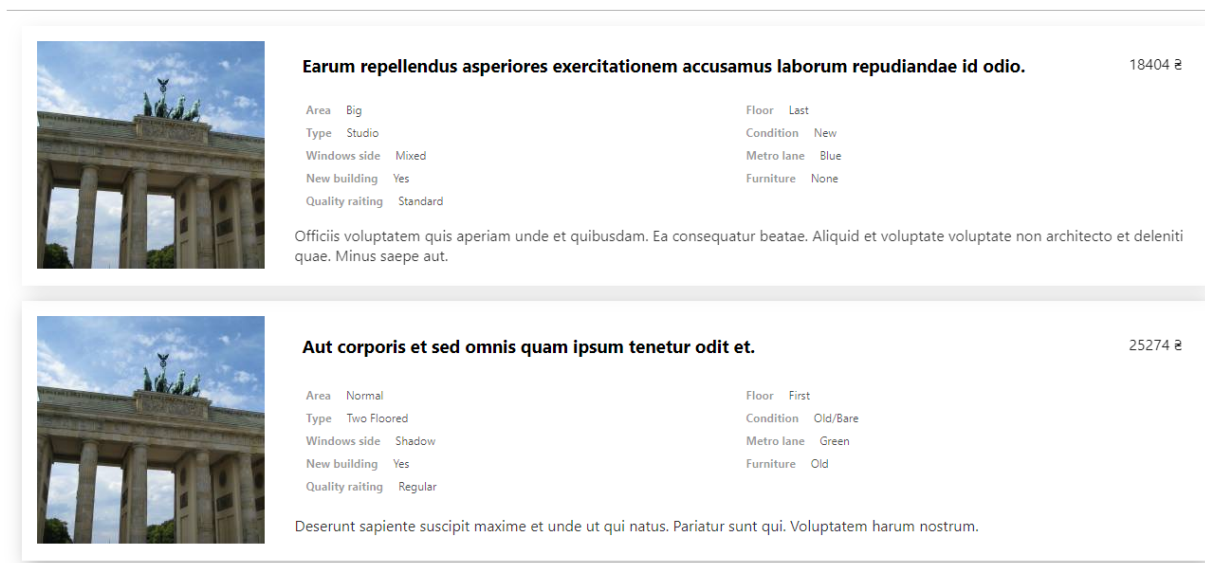 Earum repellendus asperiores exercitationem accusamus laborum repudiandae id odio. 18404 ₴
Area Big Floor Last
Type Studio Condition New
Windows side Mixed Metro lane Blue
New building Yes Furniture None
Quality raiting Standard
Officiis voluptatem quis aperiam unde et quibusdam. Ea consequatur beatae. Aliquid et voluptate voluptate non architecto et deleniti
quae. Minus saepe aut.
Aut corporis et sed omnis quam ipsum tenetur odit et. 25274 ₴
Area Normal Floor First
Type Two Floored Condition Old/Bare
Windows side Shadow Metro lane Green
New building Yes Furniture Old
Quality raiting Regular
Deserunt sapiente suscipit maxime et unde ut qui natus. Pariatur sunt qui. Voluptatem harum nostrum.